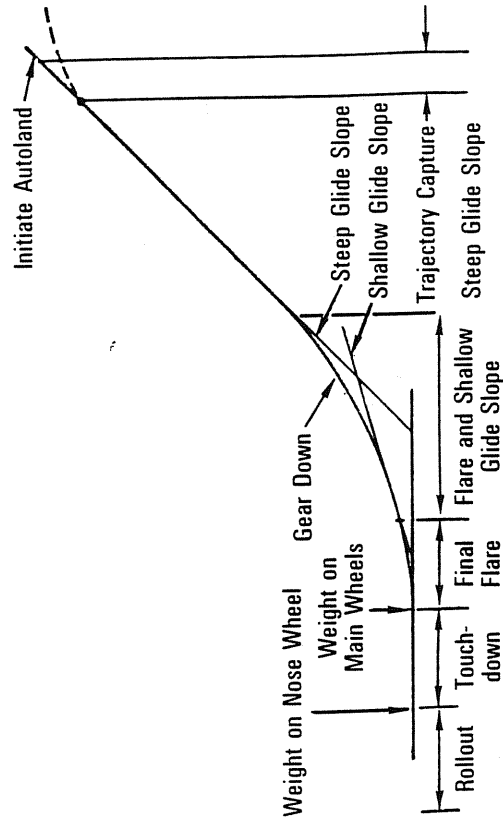 Initiate Autoland
Steep Glide Slope
Shallow Glide Slope
Gear Down
Weight on
Main Wheels
Weight on Nose Wheel
Rollout
Touch-
down
Final
Flare
Flare and Shallow
Glide Slope
Trajectory Capture
Steep Glide Slope